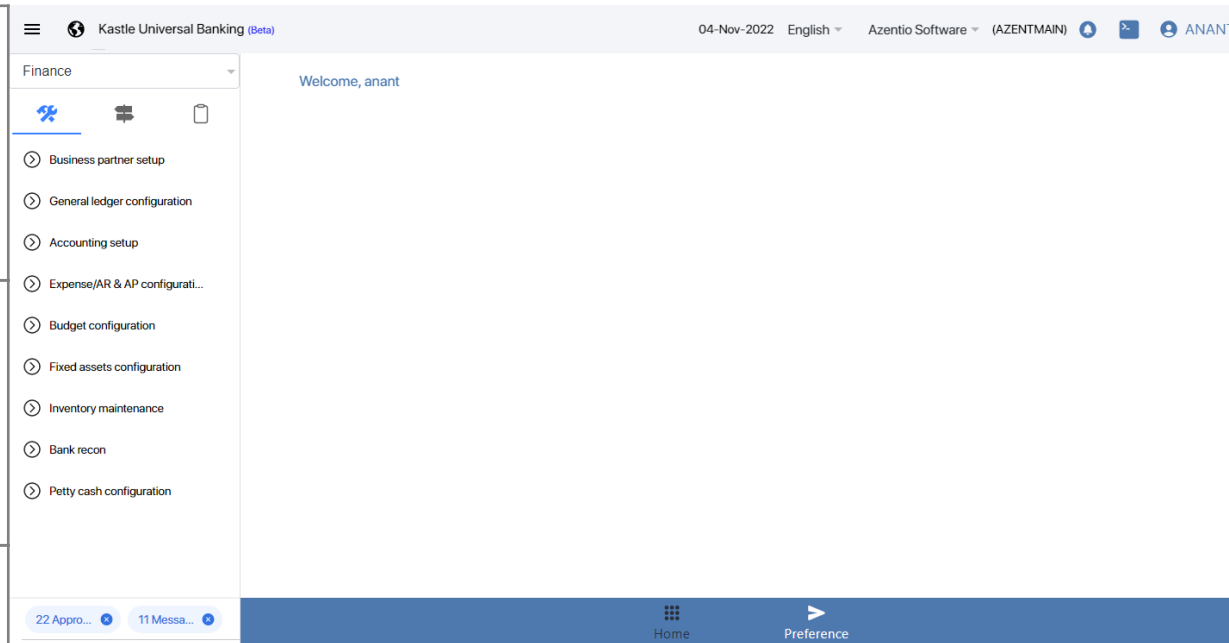 Kastle Universal Banking (Beta)
04-Nov-2022 English Azentio Software (AZENTMAIN) ANANT
Finance
Welcome, anant
Business partner setup
General ledger configuration
Accounting setup
Expense/AR & AP configurati...
Budget configuration
Fixed assets configuration
Inventory maintenance
Bank recon
Petty cash configuration
22 Appro... 11 Messa...
Home Preference